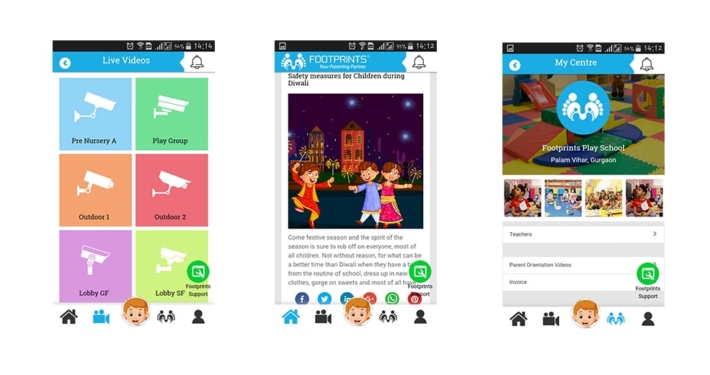 94% 14:14
Live Videos
Pre Nursery A
Play Group
Outdoor 1
Outdoor 2
Lobby GF
Lobby SF
Footprints
Support
95% 14:12
FOOTPRINTS
Your Parenting Partner
Safety measures for Children during
Diwali
Come festive season and the spirit of the
season is sure to rub off on everyone, most of
all children. Not without reason, for what can be
a better time than Diwali when they have a b
from the routine of school, dress up in new
clothes, gorge on sweets and most of all ha
Footprints
Support
94% 14:12
My Centre
Footprints Play School
Palam Vihar, Gurgaon
Teachers
Parent Orientation Videos
Invoice
Footprints
Support